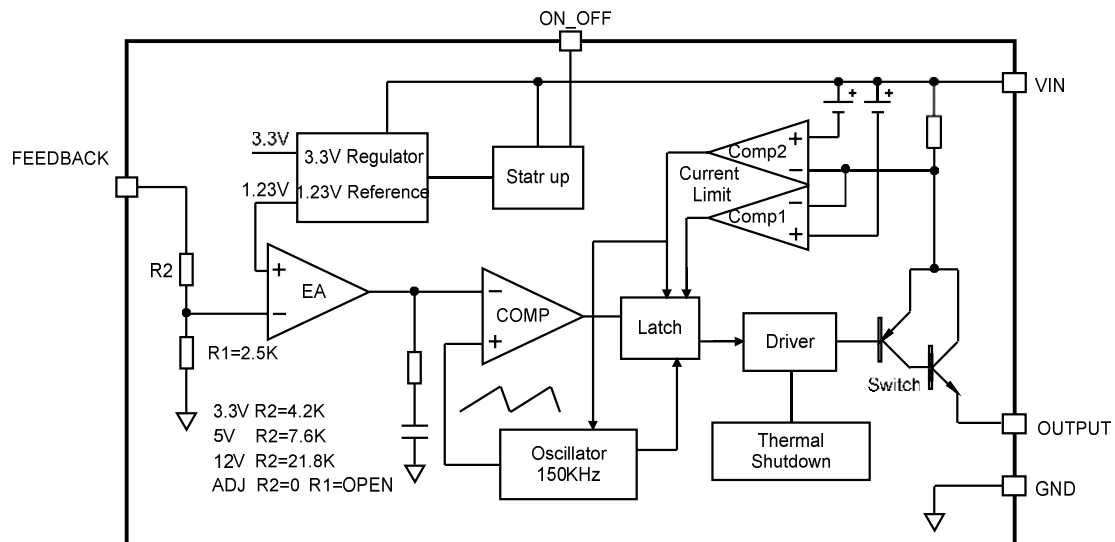 ON_OFF
VIN
FEEDBACK
3.3V
3.3V Regulator
1.23V
1.23V Reference
Statr up
+
+
+
Comp2
−
Current
Limit
−
Comp1
+
R2
+
EA
−
−
COMP
+
Latch
Driver
R1=2.5K
Switch
3.3V R2=4.2K
5V R2=7.6K
12V R2=21.8K
ADJ R2=0 R1=OPEN
Oscillator
150KHz
Thermal
Shutdown
OUTPUT
GND